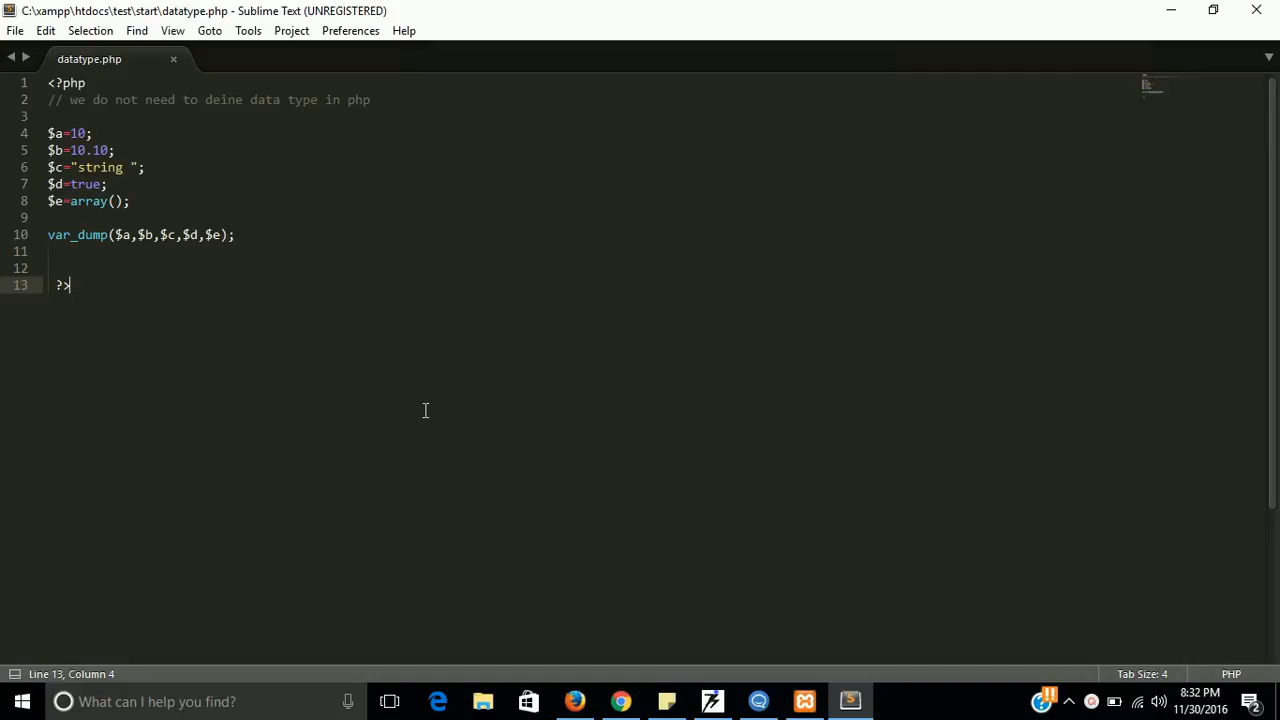 C:\xampp\htdocs\test\start\datatype.php - Sublime Text (UNREGISTERED)
File Edit Selection Find View Goto Tools Project Preferences Help
datatype.php
1 <?php
2 // we do not need to deine data type in php
3
4 $a=10;
5 $b=10.10;
6 $c="string ";
7 $d=true;
8 $e=array();
9
10 var_dump($a,$b,$c,$d,$e);
11
12
13 ?>
Line 13, Column 4 Tab Size: 4 PHP
What can I help you find? 8:32 PM
11/30/2016 2